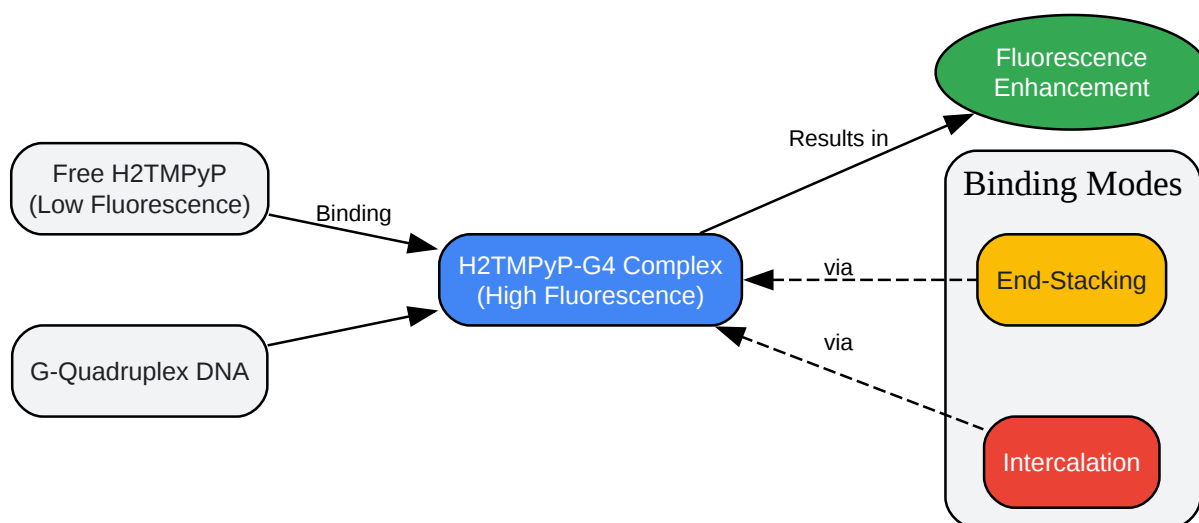 Fluorescence
Enhancement
Results in
Binding Modes
Free H2TMPyP
(Low Fluorescence)
Binding
H2TMPyP-G4 Complex
(High Fluorescence)
via
End-Stacking
G-Quadruplex DNA
via
Intercalation